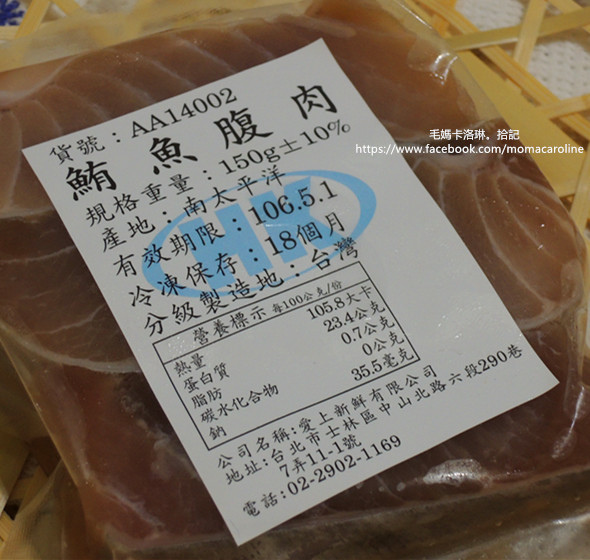 貨號：AA14002
鮪魚腹肉
規格重量：150g±10%
產地：南太平洋
有效期限：106.5.1
冷凍保存：18個月
分級製造地：台灣
HK
營養標示 每100公克/份
熱量 105.8大卡
蛋白質 23.4公克
脂肪 0.7公克
碳水化合物 0公克
鈉 35.5毫克
公司名稱：愛上新鮮有限公司
地址：台北市士林區中山北路六段290巷
7弄11-1號
電話：02-2902-1169
毛媽卡洛琳。拾記
https://www.facebook.com/momacaroline